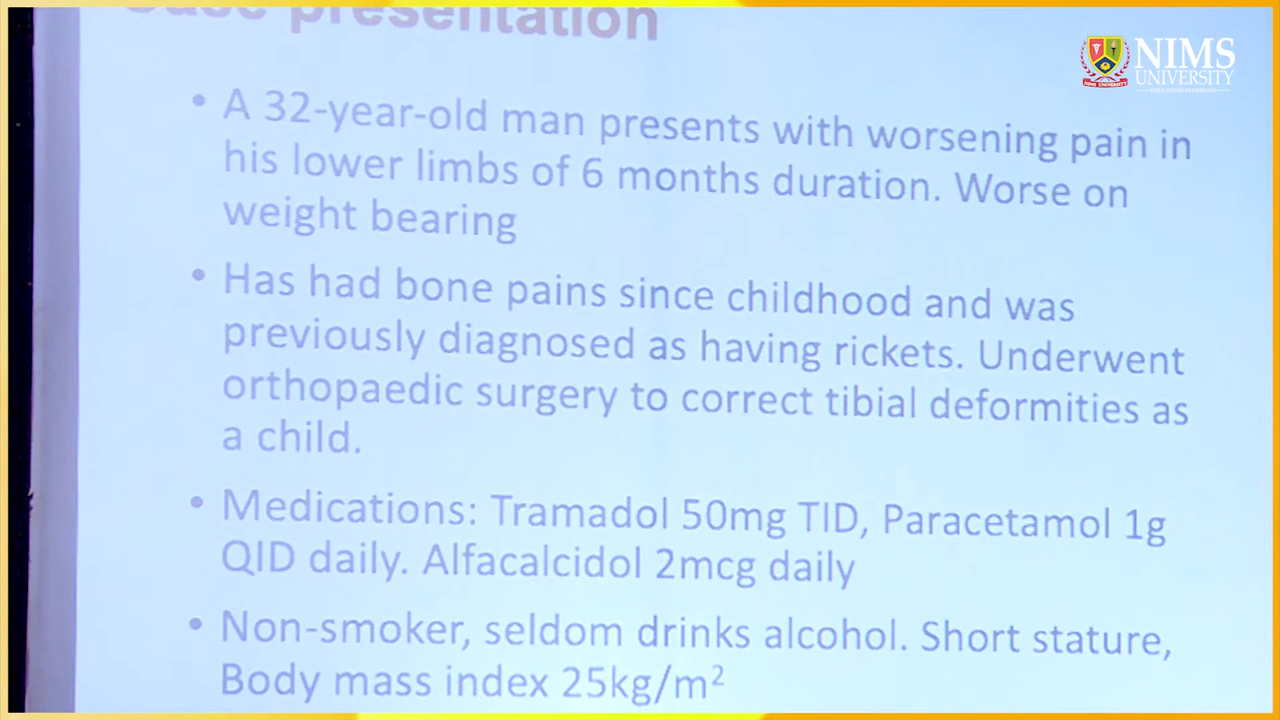 Case presentation
NIMS
UNIVERSITY
• A 32-year-old man presents with worsening pain in
his lower limbs of 6 months duration. Worse on
weight bearing
• Has had bone pains since childhood and was
previously diagnosed as having rickets. Underwent
orthopaedic surgery to correct tibial deformities as
a child.
• Medications: Tramadol 50mg TID, Paracetamol 1g
QID daily. Alfacalcidol 2mcg daily
• Non-smoker, seldom drinks alcohol. Short stature,
Body mass index 25kg/m²